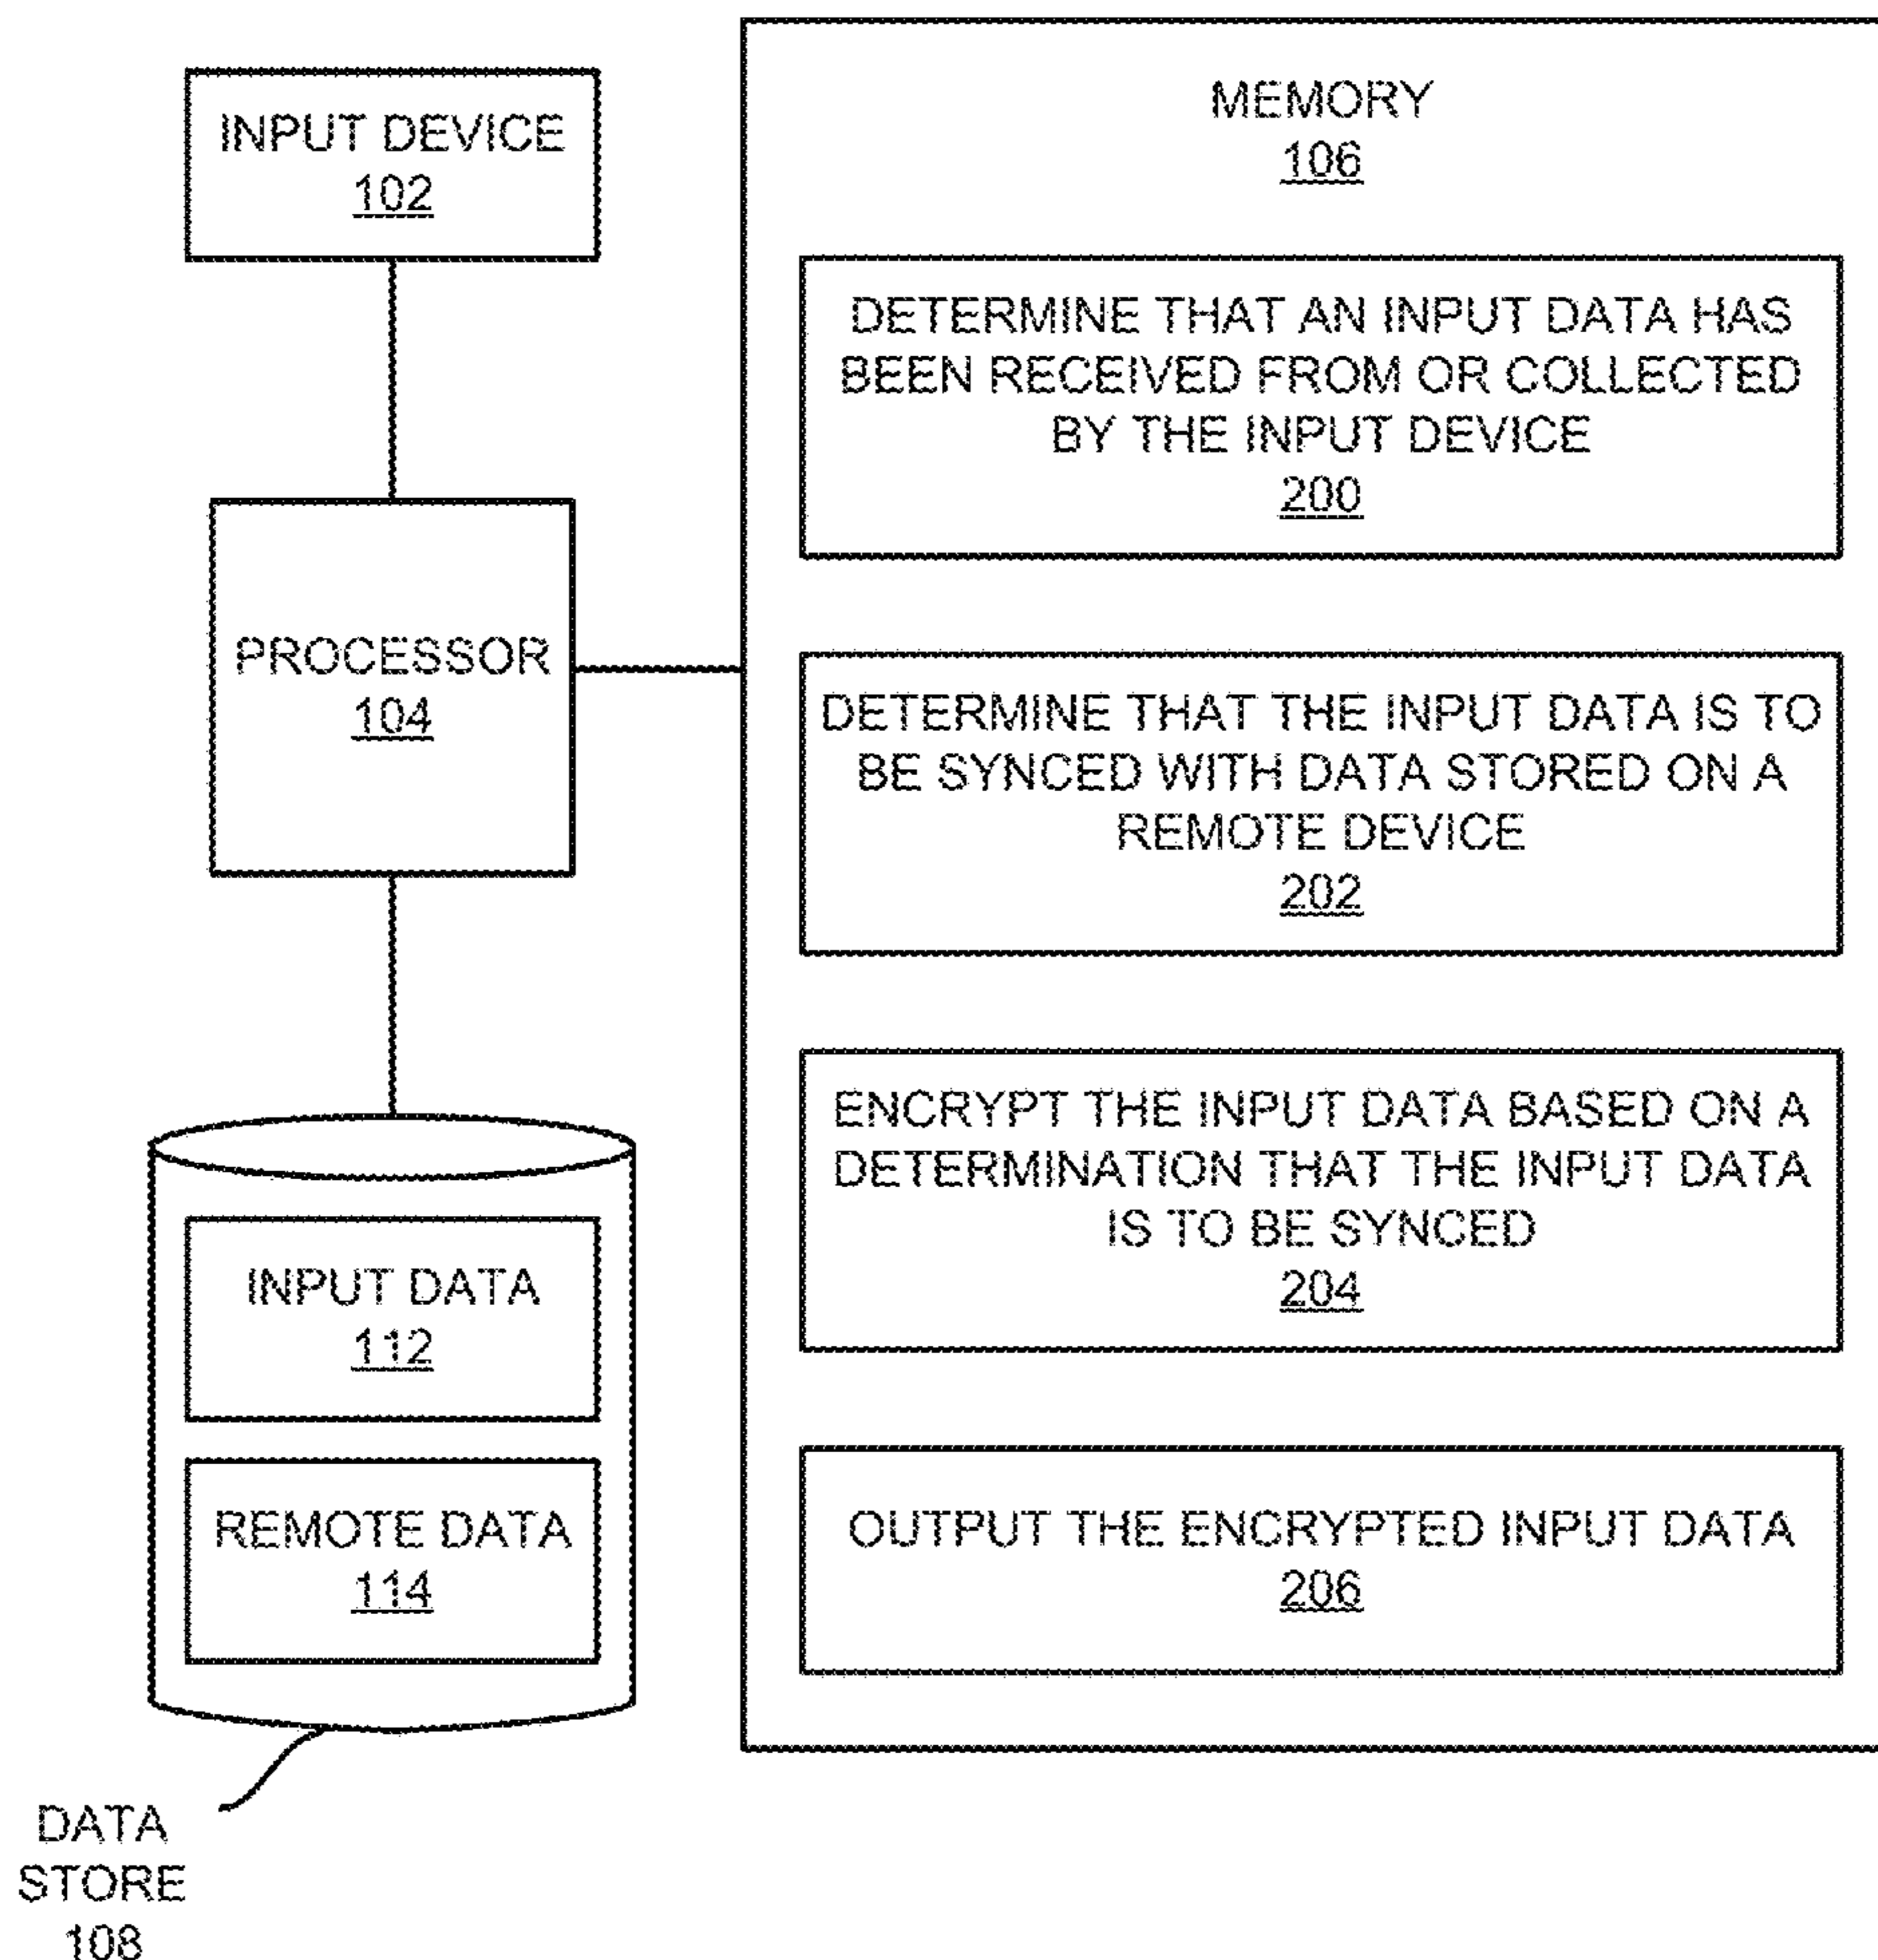 INPUT DEVICE
102
PROCESSOR
104
INPUT DATA
112
REMOTE DATA
114
DATA
STORE
108
MEMORY
106
DETERMINE THAT AN INPUT DATA HAS
BEEN RECEIVED FROM OR COLLECTED
BY THE INPUT DEVICE
200
DETERMINE THAT THE INPUT DATA IS TO
BE SYNCED WITH DATA STORED ON A
REMOTE DEVICE
202
ENCRYPT THE INPUT DATA BASED ON A
DETERMINATION THAT THE INPUT DATA
IS TO BE SYNCED
204
OUTPUT THE ENCRYPTED INPUT DATA
206